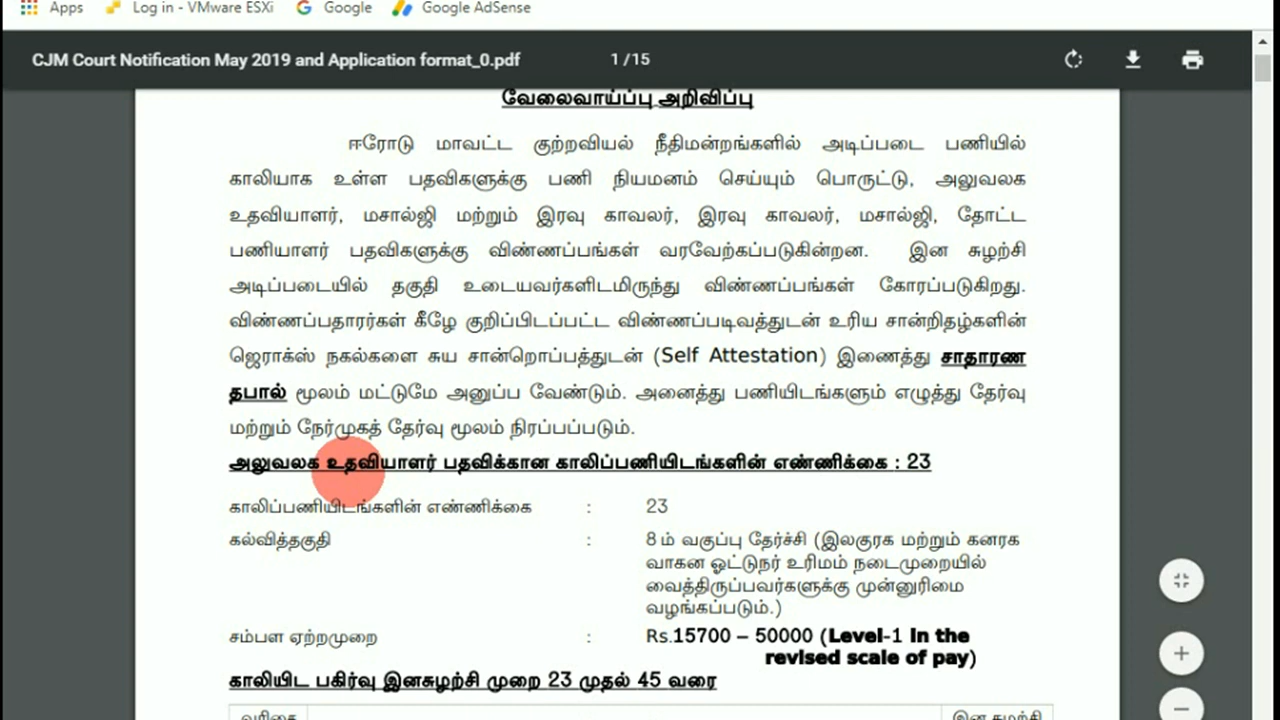 Apps Log in - VMware ESXi Google Google AdSense
CJM Court Notification May 2019 and Application format_0.pdf 1 / 15
வேலைவாய்ப்பு அறிவிப்பு
ஈரோடு மாவட்ட குற்றவியல் நீதிமன்றங்களில் அடிப்படை பணியில்
காலியாக உள்ள பதவிகளுக்கு பணி நியமனம் செய்யும் பொருட்டு, அலுவலக
உதவியாளர், மசால்ஜி மற்றும் இரவு காவலர், இரவு காவலர், மசால்ஜி, தோட்ட
பணியாளர் பதவிகளுக்கு விண்ணப்பங்கள் வரவேற்கப்படுகின்றன. இன சுழற்சி
அடிப்படையில் தகுதி உடையவர்களிடமிருந்து விண்ணப்பங்கள் கோரப்படுகிறது.
விண்ணப்பதாரர்கள் கீழே குறிப்பிடப்பட்ட விண்ணப்படிவத்துடன் உரிய சான்றிதழ்களின்
ஜெராக்ஸ் நகல்களை சுய சான்றொப்பத்துடன் (Self Attestation) இணைத்து சாதாரண
தபால் மூலம் மட்டுமே அனுப்ப வேண்டும். அனைத்து பணியிடங்களும் எழுத்து தேர்வு
மற்றும் நேர்முகத் தேர்வு மூலம் நிரப்பப்படும்.
அலுவலக உதவியாளர் பதவிக்கான காலிப்பணியிடங்களின் எண்ணிக்கை : 23
காலிப்பணியிடங்களின் எண்ணிக்கை : 23
கல்வித்தகுதி : 8ம் வகுப்பு தேர்ச்சி (இலகுரக மற்றும் கனரக
வாகன ஓட்டுநர் உரிமம் நடைமுறையில்
வைத்திருப்பவர்களுக்கு முன்னுரிமை
வழங்கப்படும்.)
சம்பள ஏற்றமுறை : Rs.15700 – 50000 (Level-1 in the
revised scale of pay)
காலியிட பகிர்வு இனசுழற்சி முறை 23 முதல் 45 வரை
வரிசை இன சுழற்சி